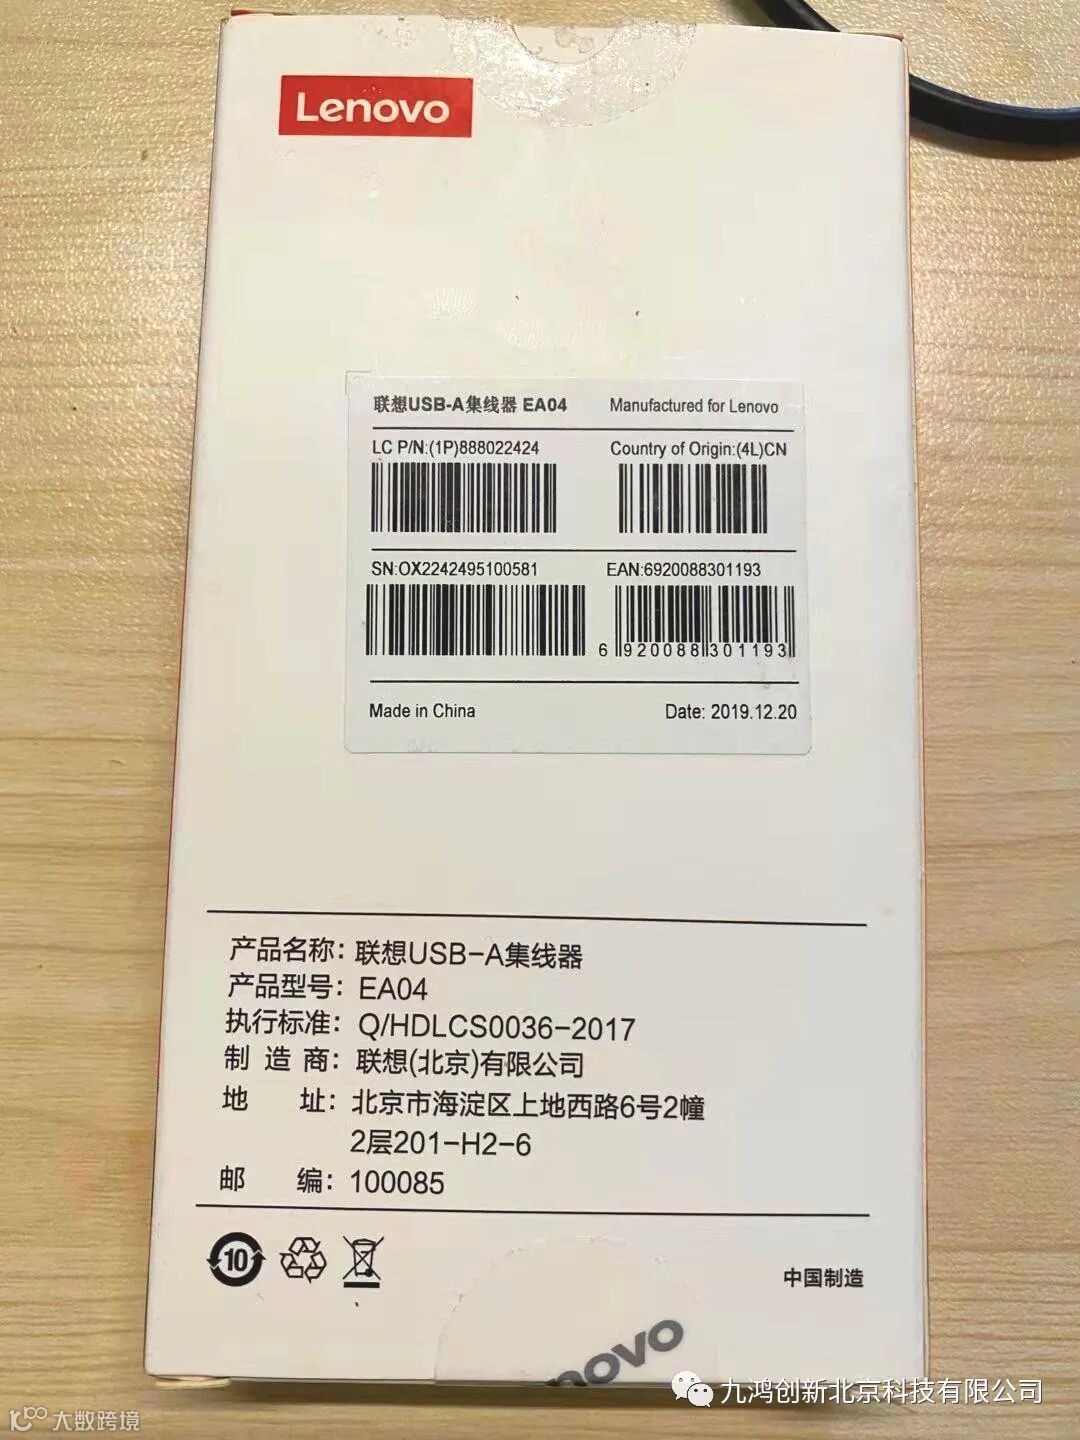 Lenovo
联想USB-A集线器 EA04 Manufactured for Lenovo
LC P/N:(1P)888022424 Country of Origin:(4L)CN
SN:OX2242495100581 EAN:6920088301193
6 920088 301193
Made in China Date: 2019.12.20
产品名称：联想USB-A集线器
产品型号：EA04
执行标准：Q/HDLCS0036-2017
制 造 商：联想(北京)有限公司
地 址：北京市海淀区上地西路6号2幢
2层201-H2-6
邮 编：100085
10
中国制造
novo
九鸿创新北京科技有限公司
大数跨境